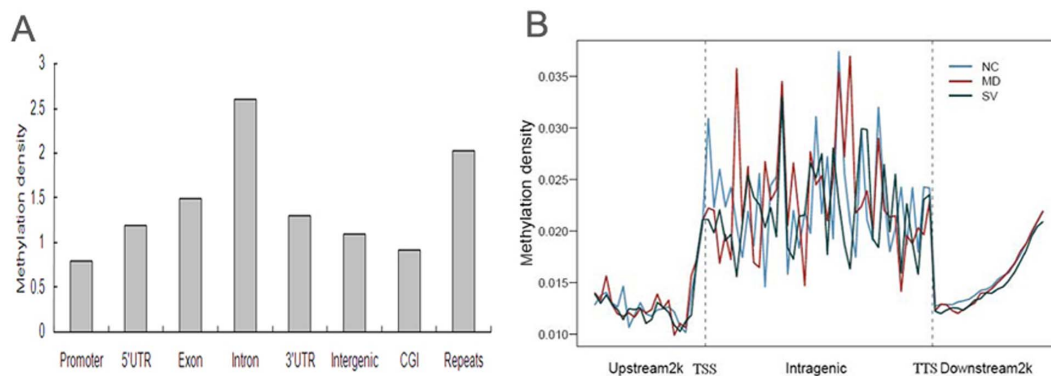 A
Methylation density
3
2.5
2
1.5
1
05
0
Promoter 5'UTR Exon Intron 3'UTR Intergenic CGI Repeats
B
Methylation density
0.035
0.030
0.025
0.020
0.015
0.010
NC
MD
SV
Upstream2k TSS Intragenic TTS Downstream2k